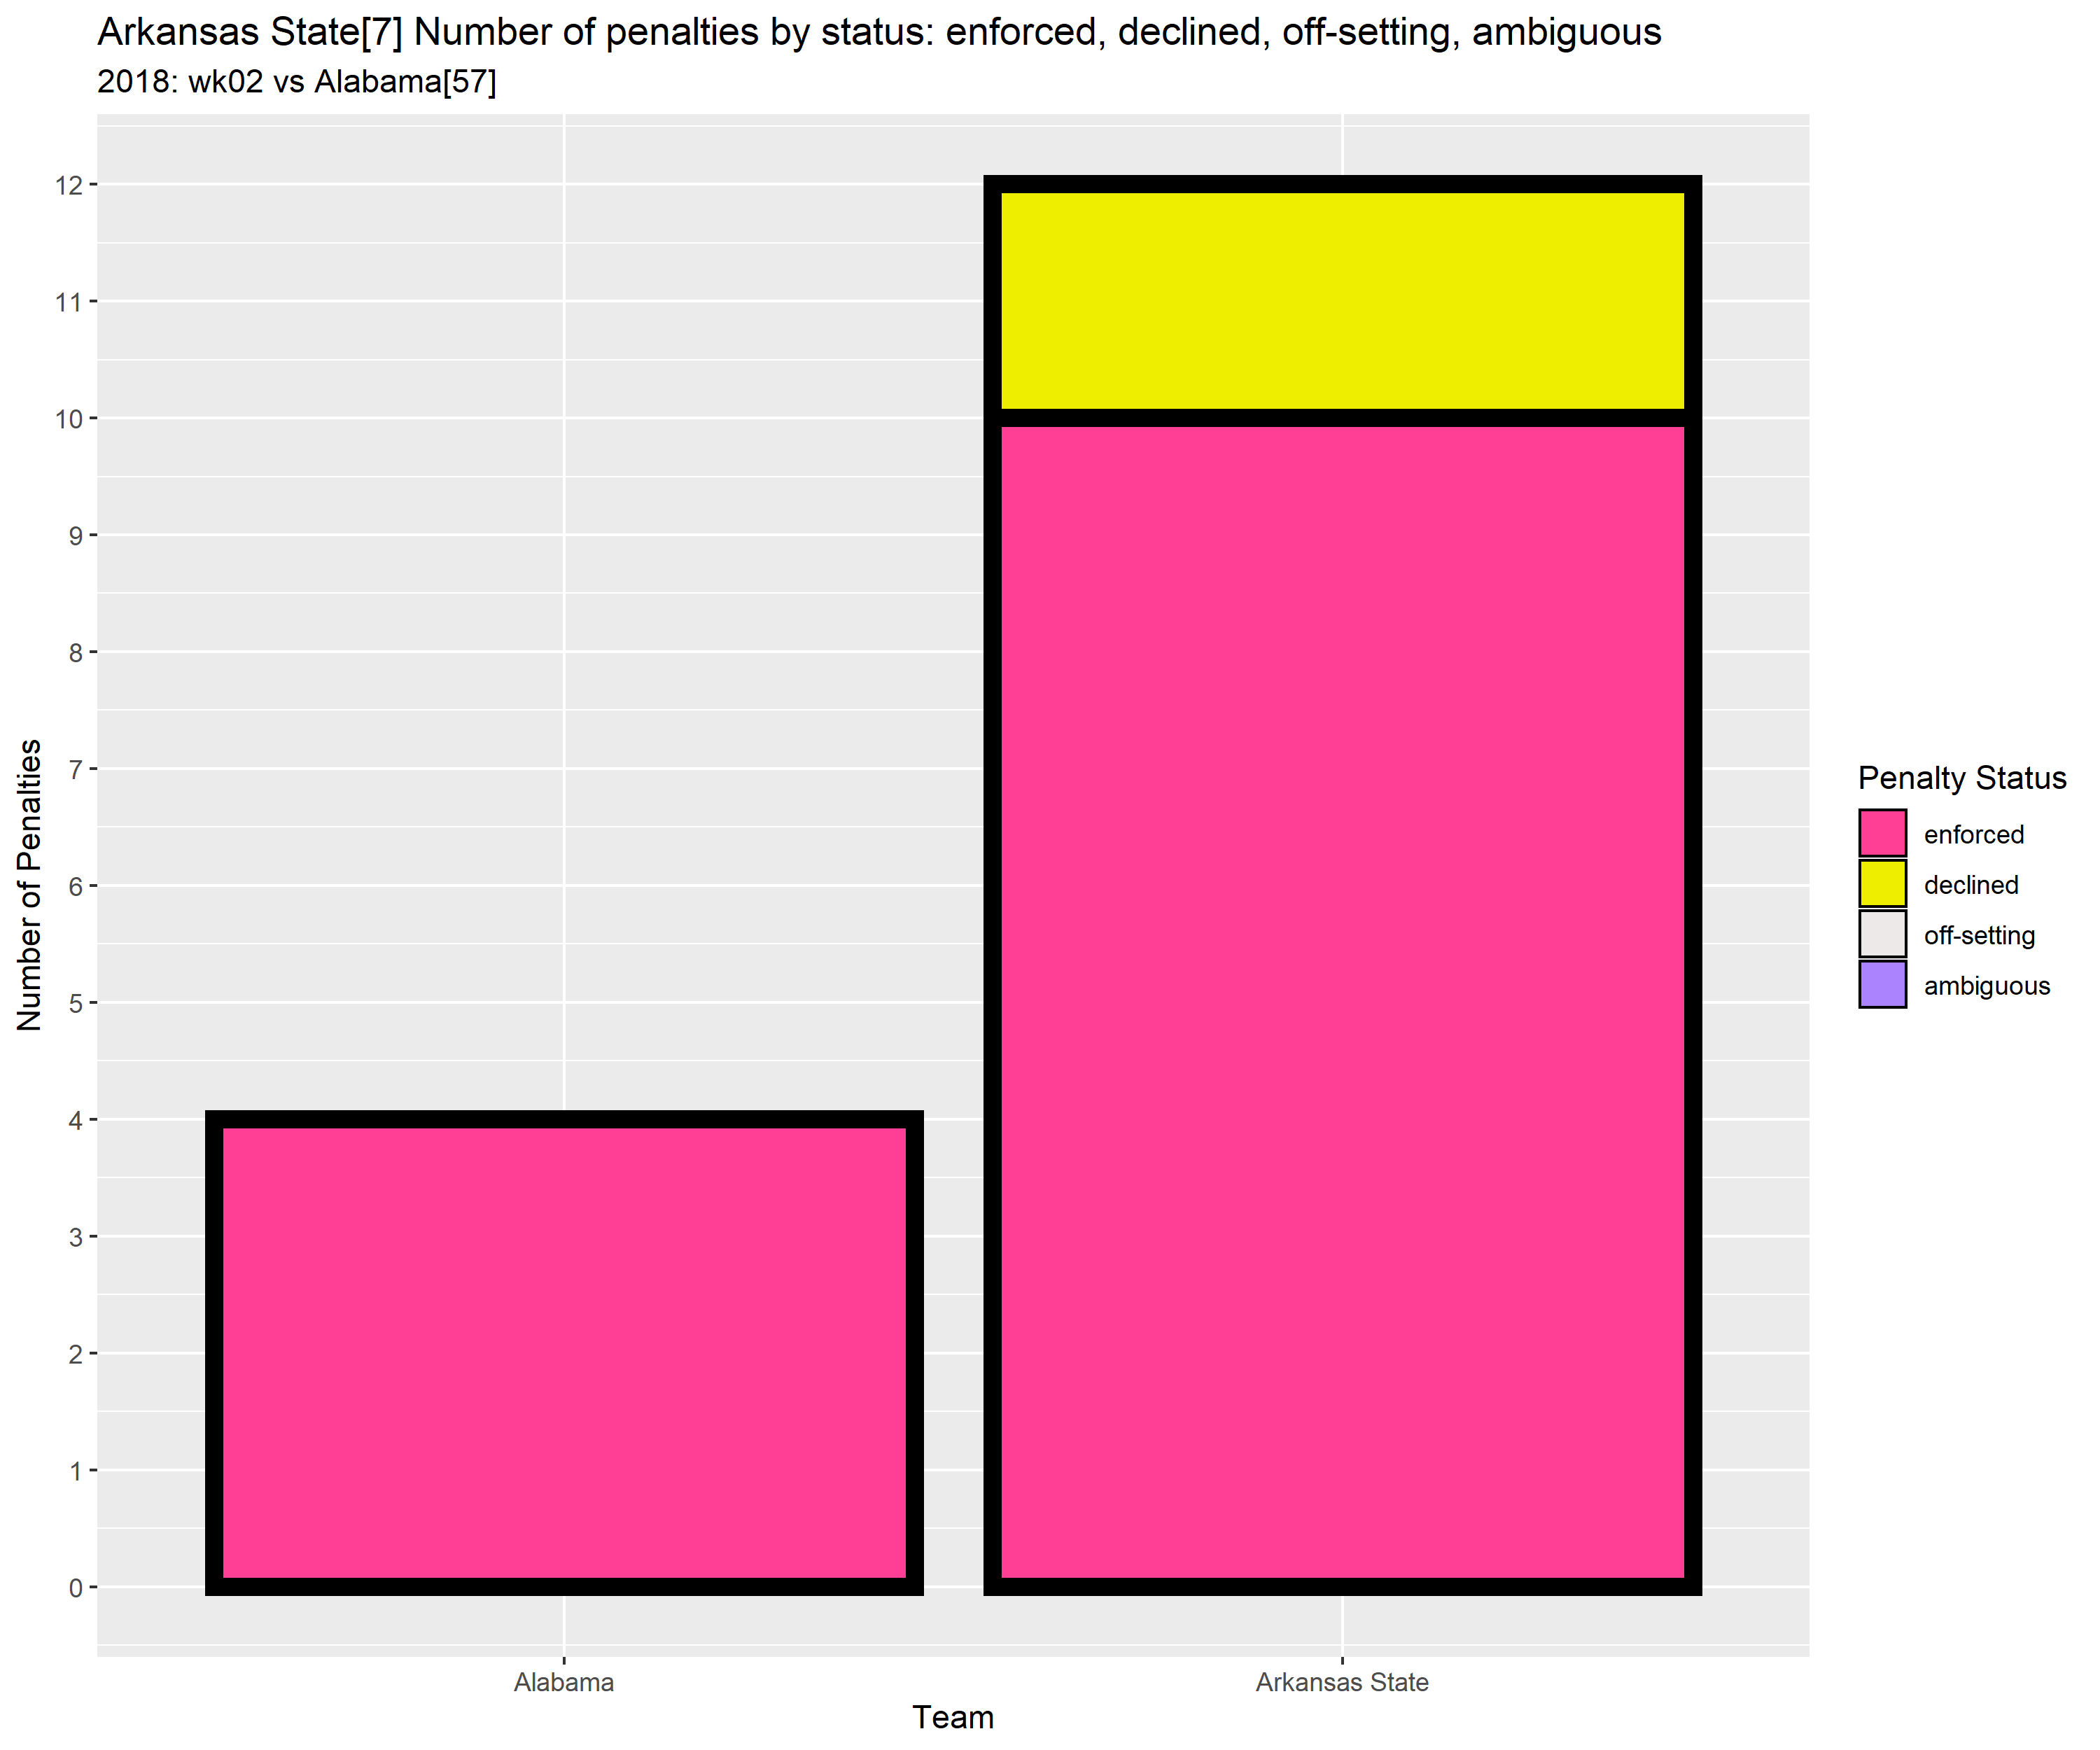 Arkansas State[7] Number of penalties by status: enforced, declined, off-setting, ambiguous
2018: wk02 vs Alabama[57]
Number of Penalties
12
11
10
9
8
7
6
5
4
3
2
1
0
Alabama
Arkansas State
Team
Penalty Status
enforced
declined
off-setting
ambiguous